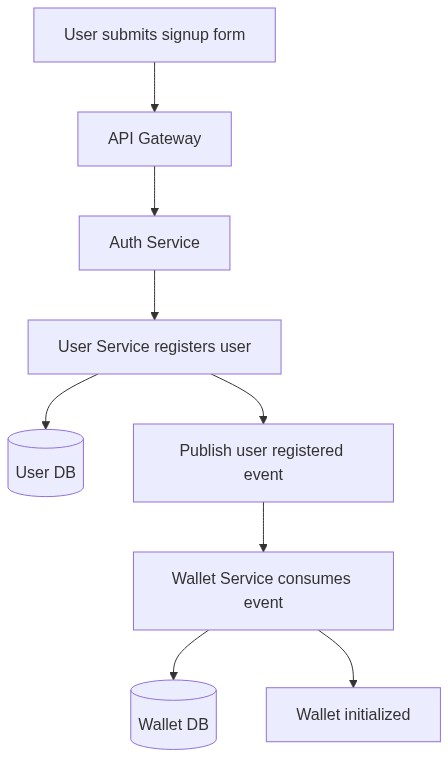 User submits signup form
API Gateway
Auth Service
User Service registers user
User DB
Publish user registered
event
Wallet Service consumes
event
Wallet DB
Wallet initialized